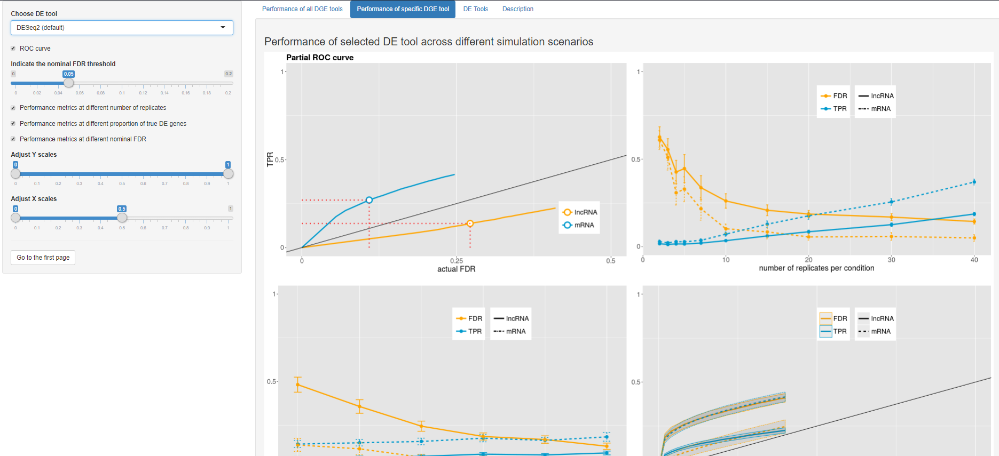 Choose DE tool
DESeq2 (default)
ROC curve
Indicate the nominal FDR threshold
0 0.05 0.2
0 0.02 0.04 0.06 0.08 0.1 0.12 0.14 0.16 0.18 0.2
Performance metrics at different number of replicates
Performance metrics at different proportion of true DE genes
Performance metrics at different nominal FDR
Adjust Y scales
0 1
0 0.1 0.2 0.3 0.4 0.5 0.6 0.7 0.8 0.9 1
Adjust X scales
0 0.5 1
0 0.1 0.2 0.3 0.4 0.5 0.6 0.7 0.8 0.9 1
Go to the first page
Performance of all DGE tools Performance of specific DGE tool DE Tools Description
Performance of selected DE tool across different simulation scenarios
Partial ROC curve
1
TPR
0.5
0
lncRNA
mRNA
0 0.25 0.5
actual FDR
1
FDR lncRNA
TPR mRNA
0.5
0
0 10 20 30 40
number of replicates per condition
1
FDR lncRNA
TPR mRNA
0.5
1
FDR lncRNA
TPR mRNA
0.5